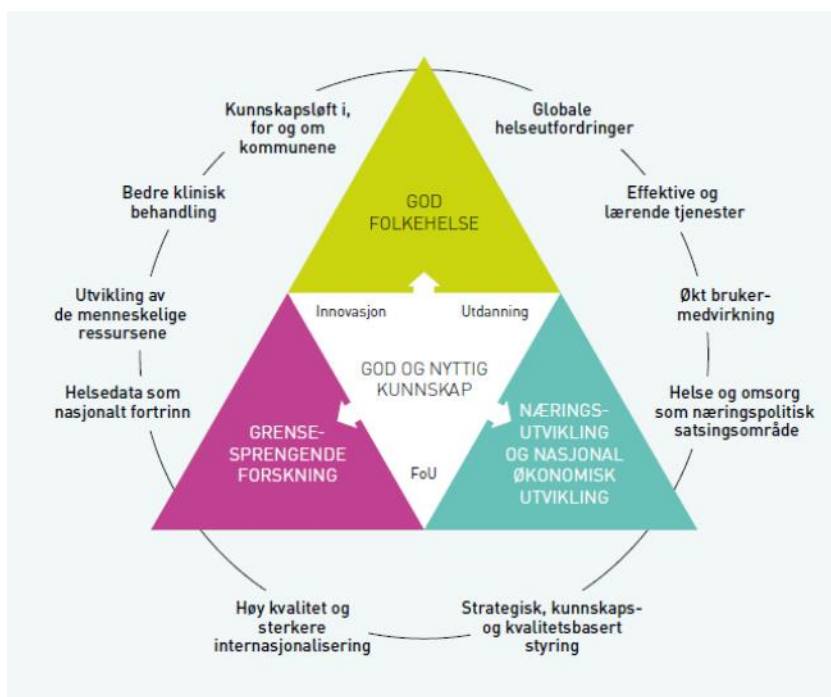 Kunnskapsløft i,
for og om
kommunene
Globale
helseutfordringer
Bedre klinisk
behandling
Effektive og
lærende tjenester
Utvikling av
de menneskelige
ressursene
Økt bruker-
medvirkning
Helsedata som
nasjonalt fortrinn
Helse og omsorg
som næringspolitisk
satsingsområde
Høy kvalitet og
sterkere
internasjonalisering
Strategisk, kunnskaps-
og kvalitetsbasert
styring
GOD
FOLKEHELSE
Innovasjon
Utdanning
GOD OG NYTTIG
KUNNSKAP
FoU
GRENSE-
SPRENGENDE
FORSKNING
NÆRINGS-
UTVIKLING
OG NASJONAL
ØKONOMISK
UTVIKLING